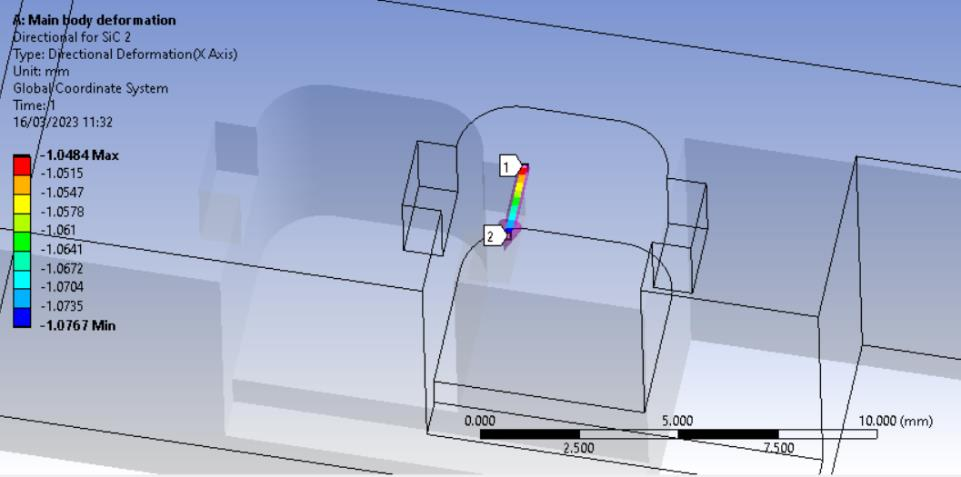 A: Main body deformation
Directional for SiC 2
Type: Directional Deformation(X Axis)
Unit: mm
Global Coordinate System
Time: 1
16/03/2023 11:32
-1.0484 Max
-1.0515
-1.0547
-1.0578
-1.061
-1.0641
-1.0672
-1.0704
-1.0735
-1.0767 Min
1
2
0.000 5.000 10.000 (mm)
2.500 7.500